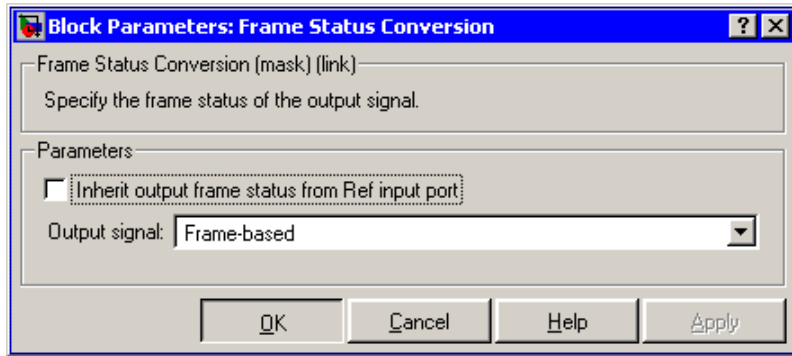 Block Parameters: Frame Status Conversion
Frame Status Conversion (mask) (link)
Specify the frame status of the output signal.
Parameters
Inherit output frame status from Ref input port
Output signal: Frame-based
OK Cancel Help Apply